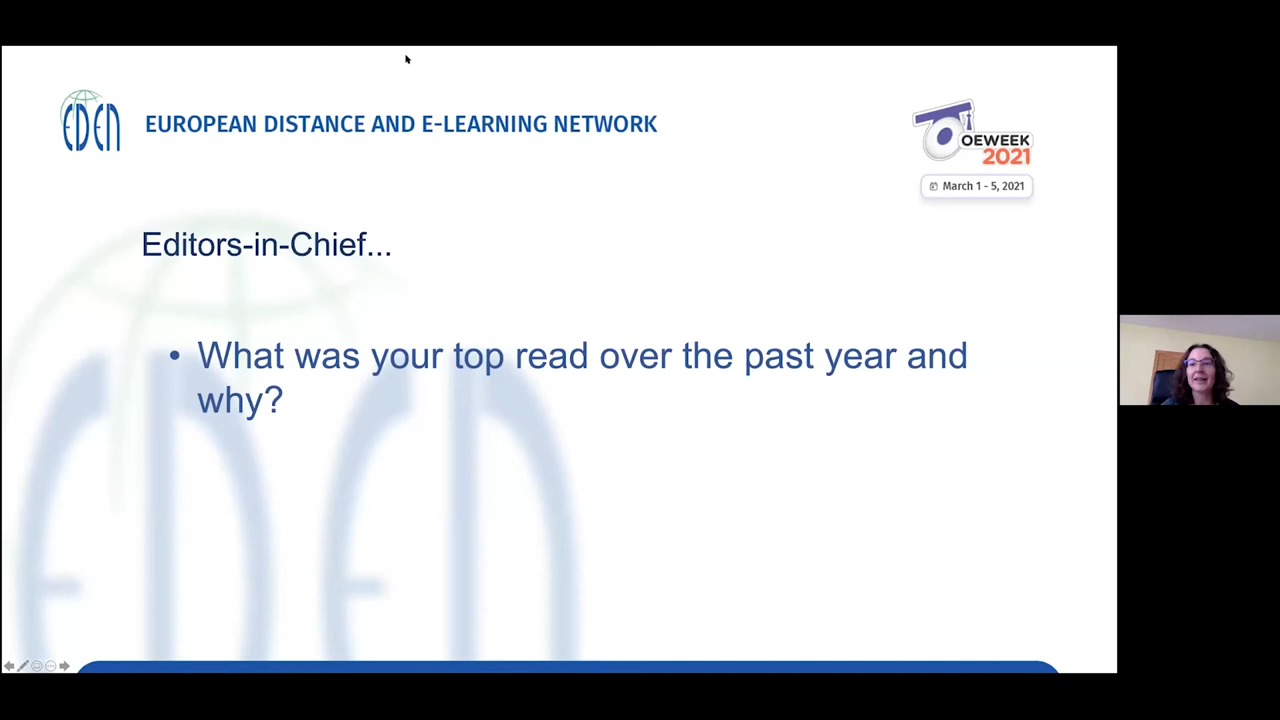 EDEN
EUROPEAN DISTANCE AND E-LEARNING NETWORK
OEWEEK
2021
March 1 - 5, 2021
Editors-in-Chief...
• What was your top read over the past year and
why?